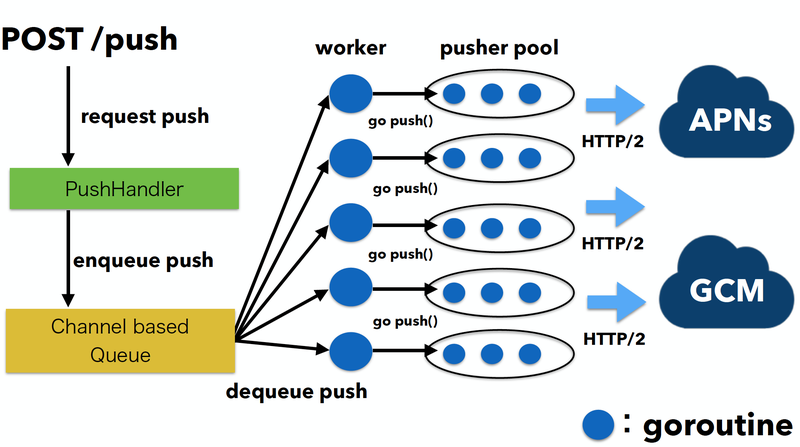 POST /push
worker
pusher pool
request push
PushHandler
enqueue push
Channel based
Queue
dequeue push
go push()
go push()
go push()
go push()
HTTP/2
HTTP/2
HTTP/2
APNs
GCM
: goroutine